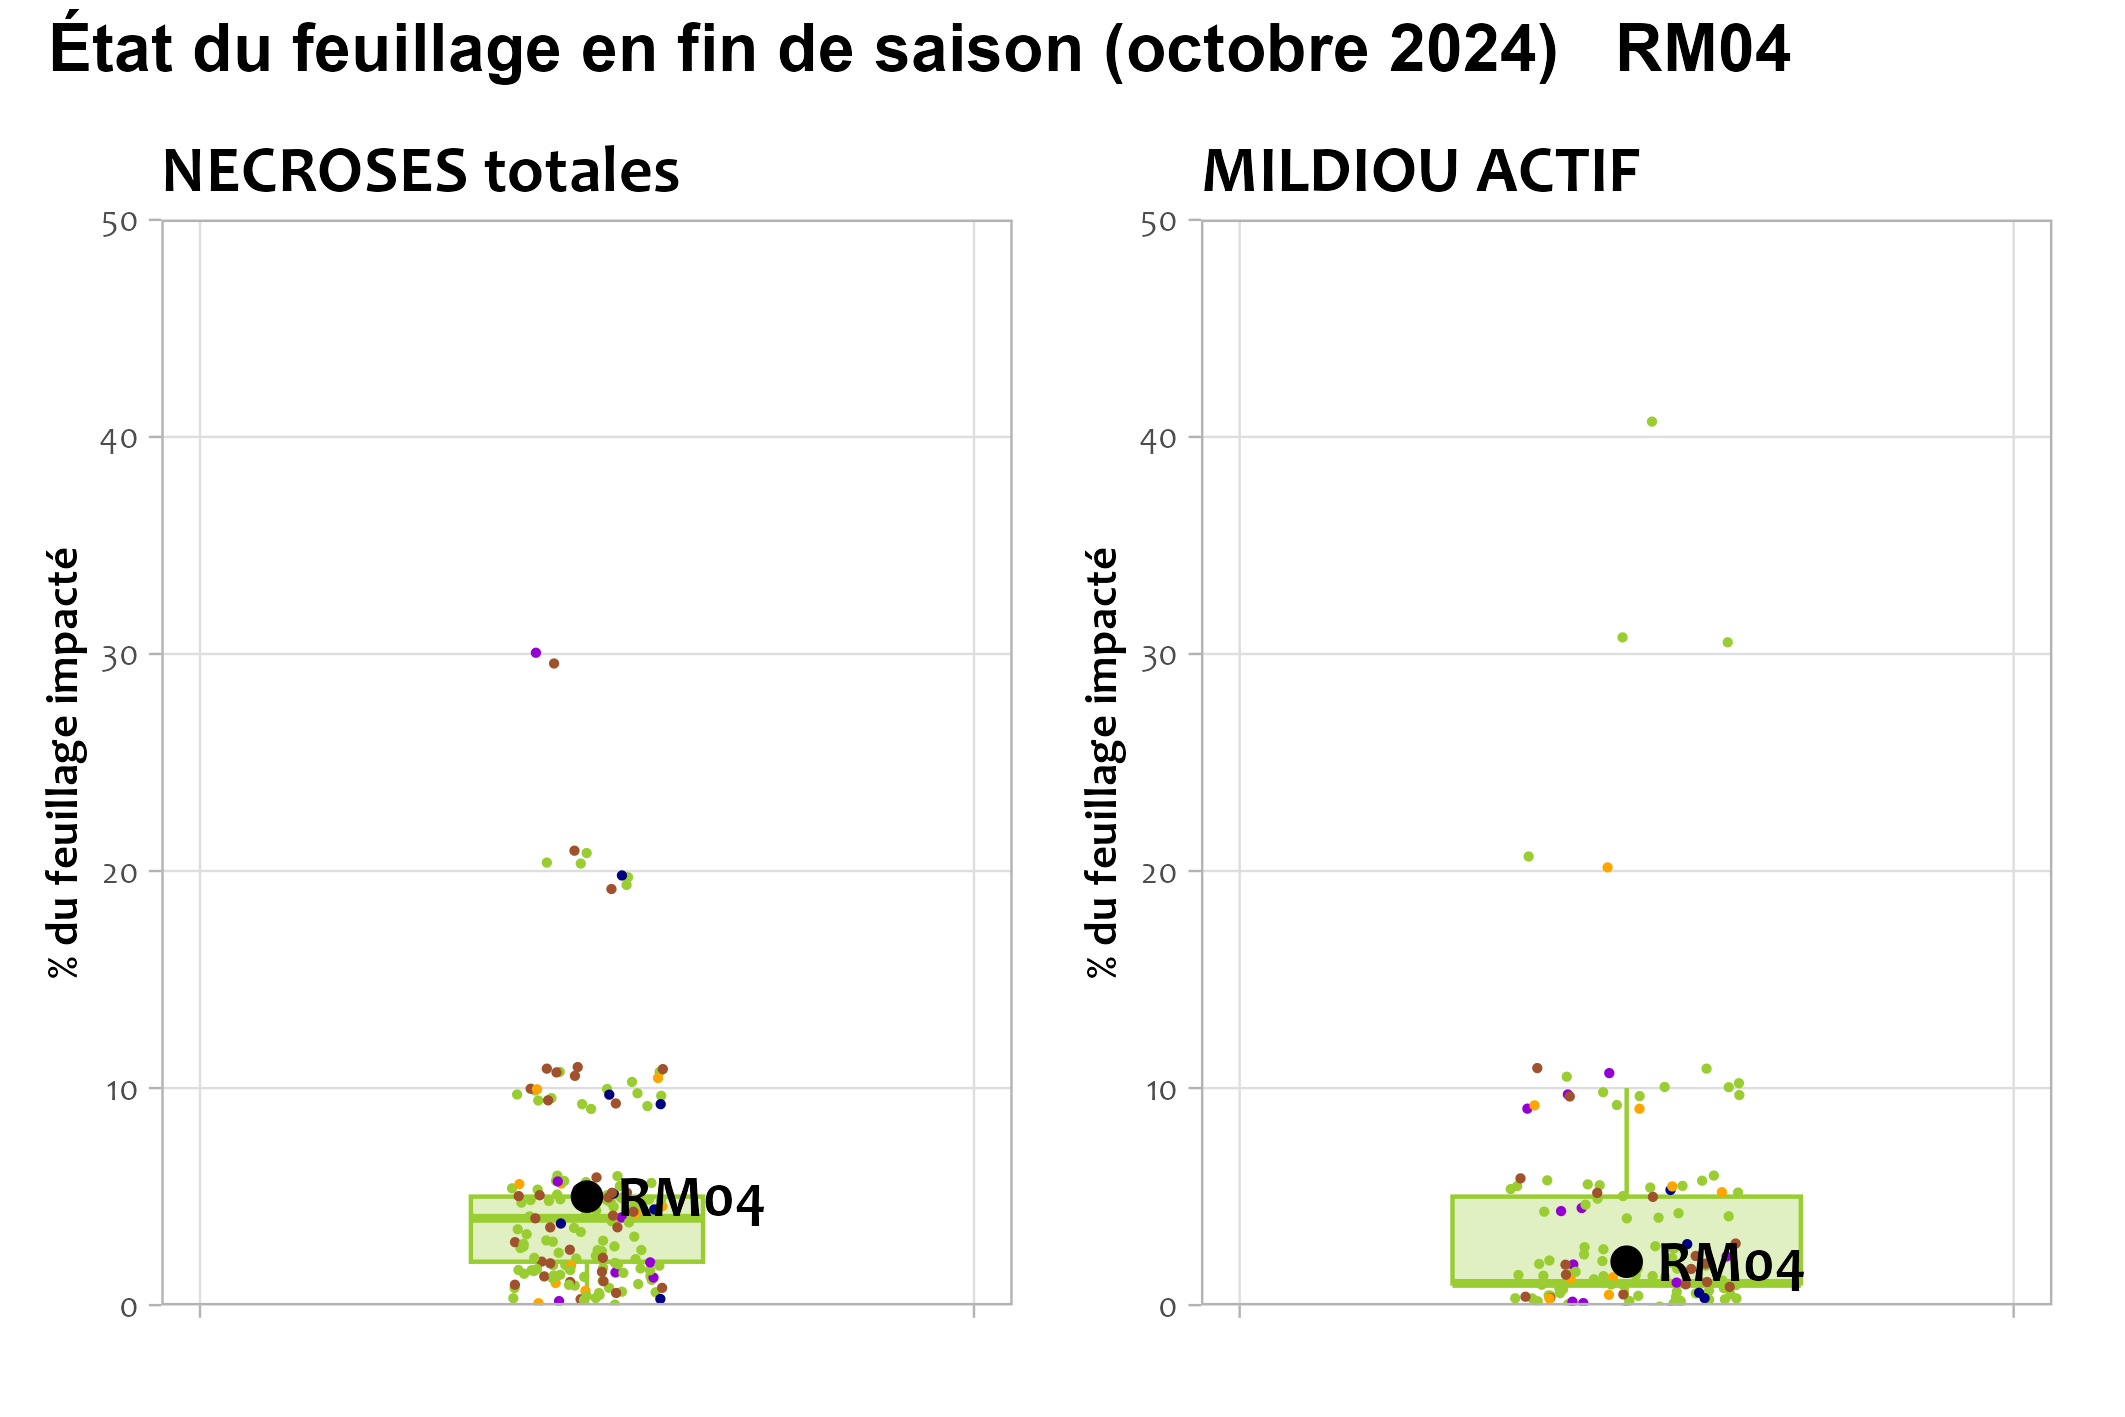 État du feuillage en fin de saison (octobre 2024) RM04
NECROSES totales
% du feuillage impacté
50
40
30
20
10
0
RM04
MILDIOU ACTIF
% du feuillage impacté
50
40
30
20
10
0
RM04